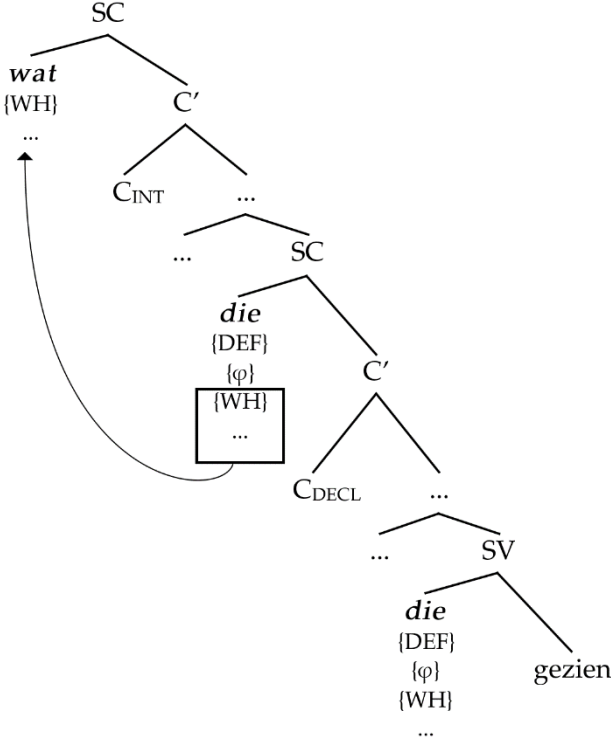 SC
wat
{WH}
...
C′
C_INT
...
...
SC
die
{DEF}
{φ}
{WH}
...
C′
C_DECL
...
...
SV
die
{DEF}
{φ}
{WH}
...
gezien